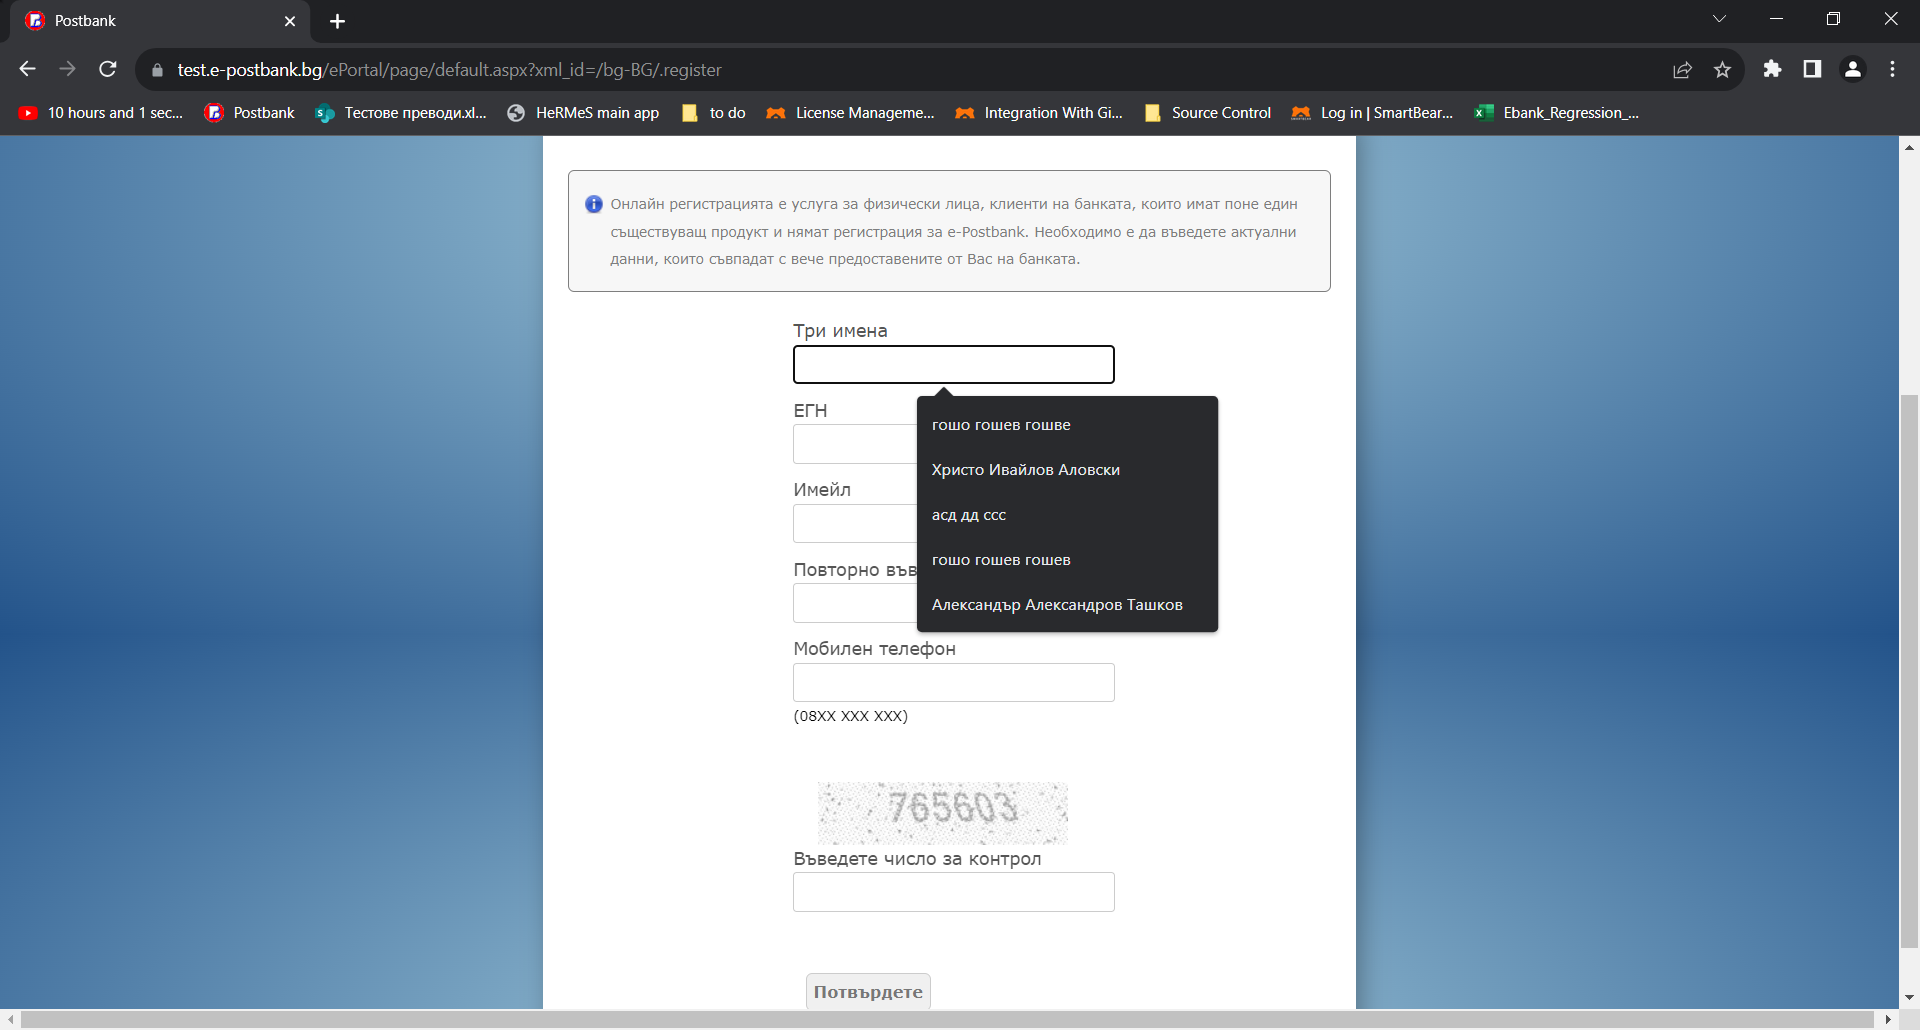 Postbank
test.e-postbank.bg/ePortal/page/default.aspx?xml_id=/bg-BG/.register
10 hours and 1 sec... Postbank Тестове преводи.xl... HeRMeS main app to do License Manageme... Integration With Gi... Source Control Log in | SmartBear... Ebank_Regression_...
Онлайн регистрацията е услуга за физически лица, клиенти на банката, които имат поне един
съществуващ продукт и нямат регистрация за e-Postbank. Необходимо е да въведете актуални
данни, които съвпадат с вече предоставените от Вас на банката.
Три имена
ЕГН
гошо гошев гошве
Христо Ивайлов Аловски
Имейл
асд дд ссс
гошо гошев гошев
Повторно във
Александър Александров Ташков
Мобилен телефон
(08XX XXX XXX)
765603
Въведете число за контрол
Потвърдете